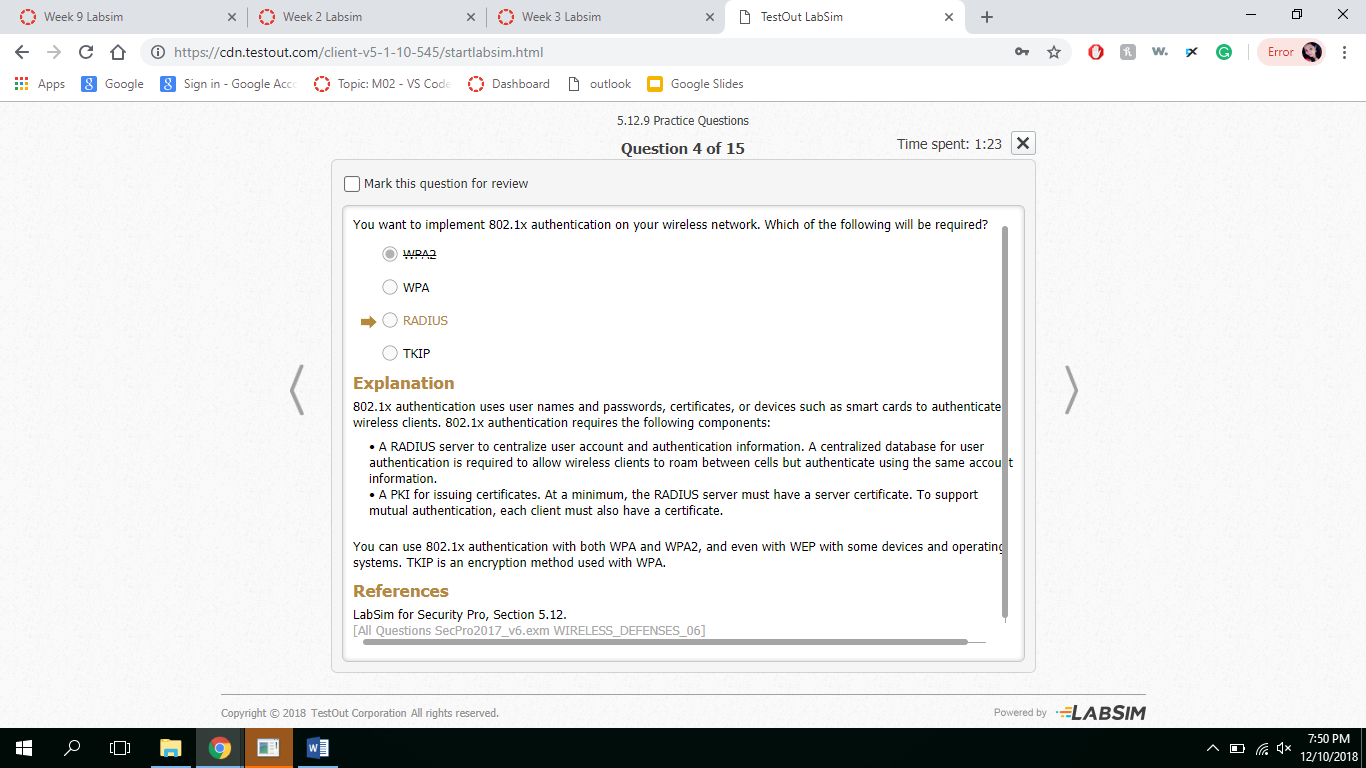 Week 9 Labsim
Week 2 Labsim
Week 3 Labsim
TestOut LabSim
https://cdn.testout.com/client-v5-1-10-545/startlabsim.html
Error
Apps
Google
Sign in - Google Acc
Topic: M02 - VS Code
Dashboard
outlook
Google Slides
5.12.9 Practice Questions
Question 4 of 15
Time spent: 1:23
Mark this question for review
You want to implement 802.1x authentication on your wireless network. Which of the following will be required?
WPA2
WPA
RADIUS
TKIP
Explanation
802.1x authentication uses user names and passwords, certificates, or devices such as smart cards to authenticate
wireless clients. 802.1x authentication requires the following components:
• A RADIUS server to centralize user account and authentication information. A centralized database for user
authentication is required to allow wireless clients to roam between cells but authenticate using the same account
information.
• A PKI for issuing certificates. At a minimum, the RADIUS server must have a server certificate. To support
mutual authentication, each client must also have a certificate.
You can use 802.1x authentication with both WPA and WPA2, and even with WEP with some devices and operating
systems. TKIP is an encryption method used with WPA.
References
LabSim for Security Pro, Section 5.12.
[All Questions SecPro2017_v6.exm WIRELESS_DEFENSES_06]
Copyright © 2018 TestOut Corporation All rights reserved.
Powered by LABSIM
7:50 PM
12/10/2018